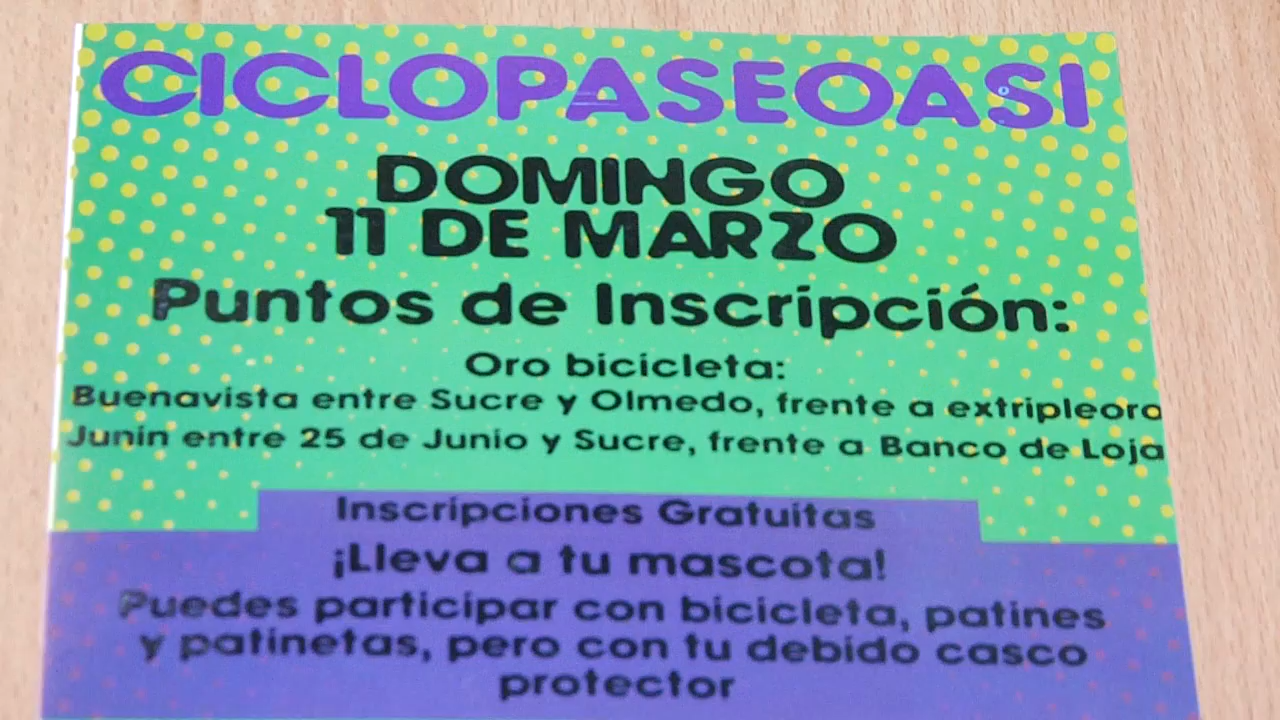 CICLOPASEOASI
DOMINGO
11 DE MARZO
Puntos de Inscripción:
Oro bicicleta:
Buenavista entre Sucre y Olmedo, frente a extripleoro
Junín entre 25 de Junio y Sucre, frente a Banco de Loja
Inscripciones Gratuitas
¡Lleva a tu mascota!
Puedes participar con bicicleta, patines
y patinetas, pero con tu debido casco
protector